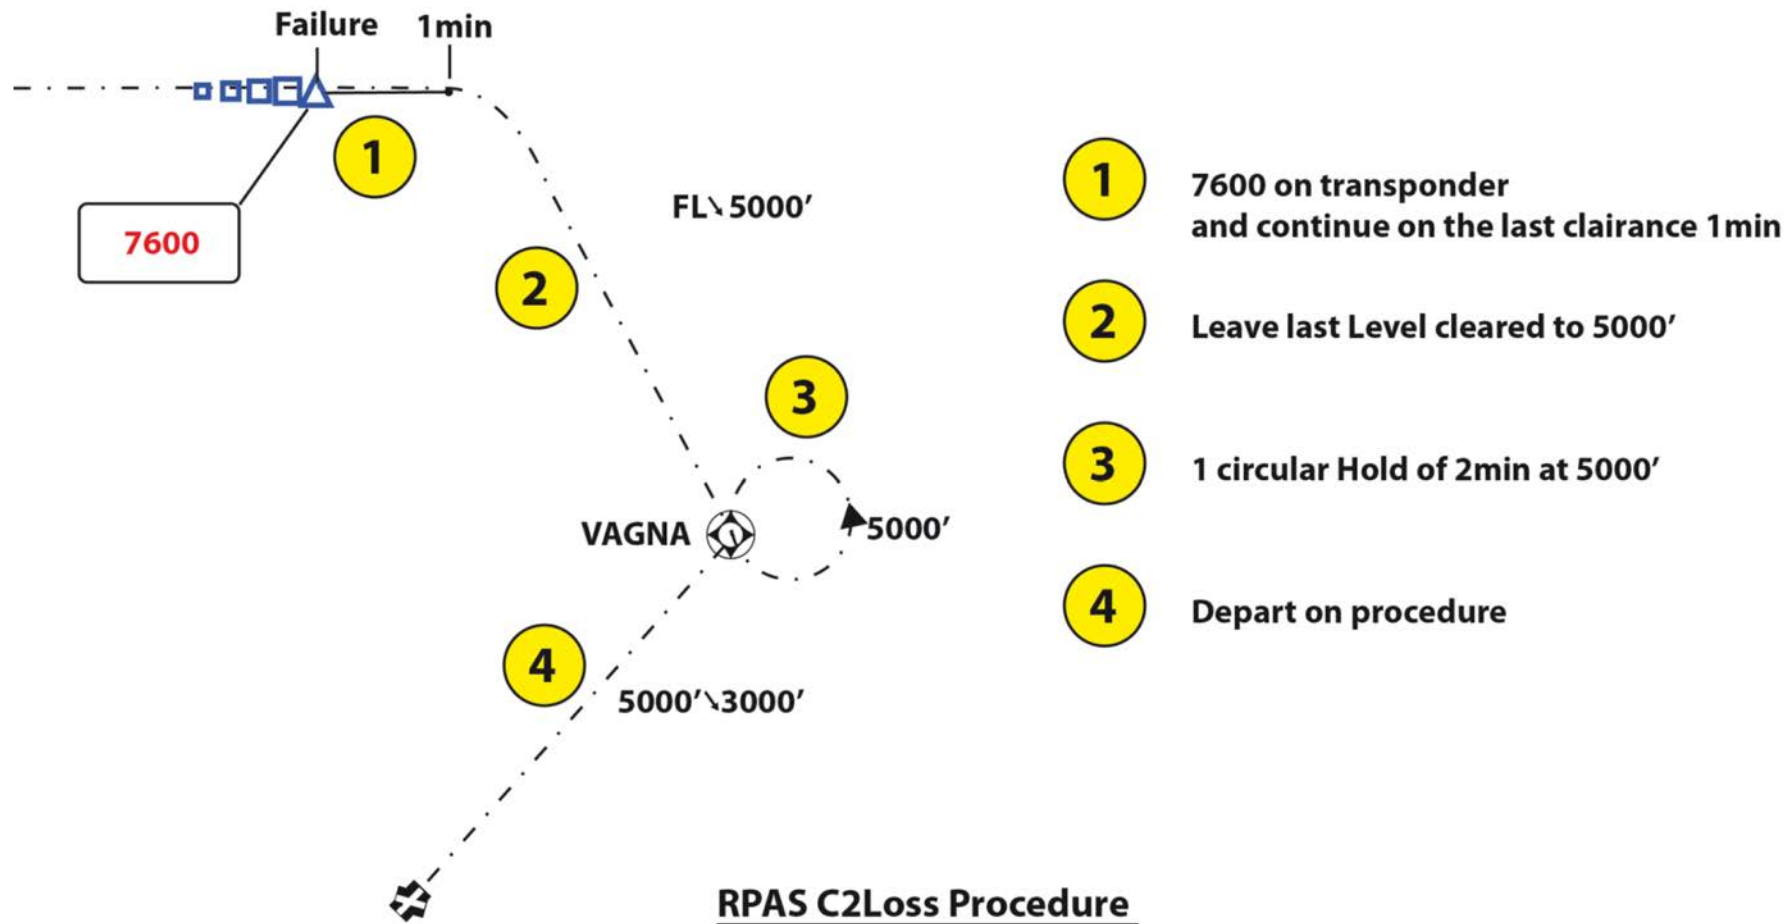 Failure 1min
1
7600
FL↘5000’
2
3
VAGNA
5000’
4
5000’↘3000’
1 7600 on transponder
and continue on the last clairance 1min
2 Leave last Level cleared to 5000’
3 1 circular Hold of 2min at 5000’
4 Depart on procedure
RPAS C2Loss Procedure